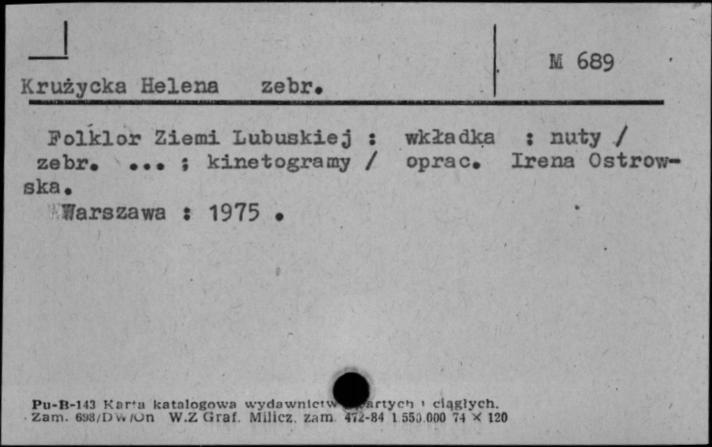 M 689
Krużycka Helena zebr.
Folklor Ziemi Lubuskiej : wkładka : nuty /
zebr. ... ; kinetogramy / oprac. Irena Ostrow-
ska.
Warszawa : 1975 .
Pu-B-143 Karta katalogowa wydawnictw ciągłych.
Zam. 698/DW/On W.Z Graf. Milicz. zam. 472-84 1.550.000 74 × 120